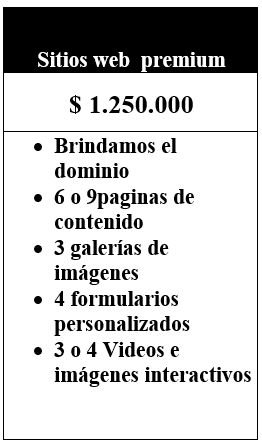 Sitios web  premium
$ 1.250.000
• Brindamos el
dominio
• 6 o 9paginas de
contenido
• 3 galerías de
imágenes
• 4 formularios
personalizados
• 3 o 4 Videos e
imágenes interactivos